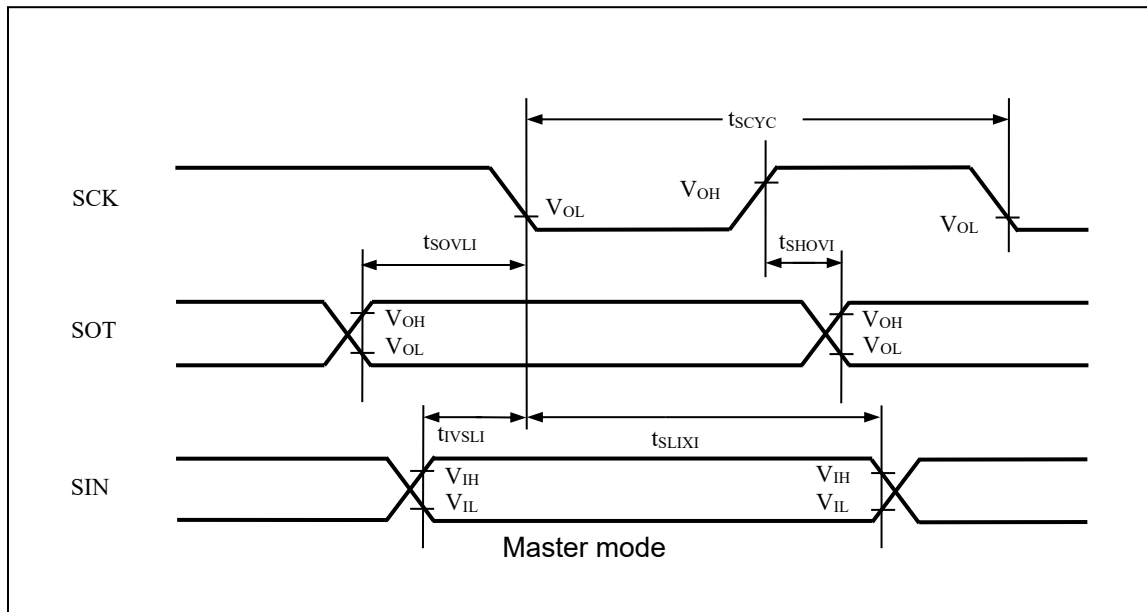 tSCYC
SCK
VOL
VOH
VOL
tSOVLI
tSHOVI
SOT
VOH
VOL
VOH
VOL
tIVSLI
tSLIXI
SIN
VIH
VIL
VIH
VIL
Master mode